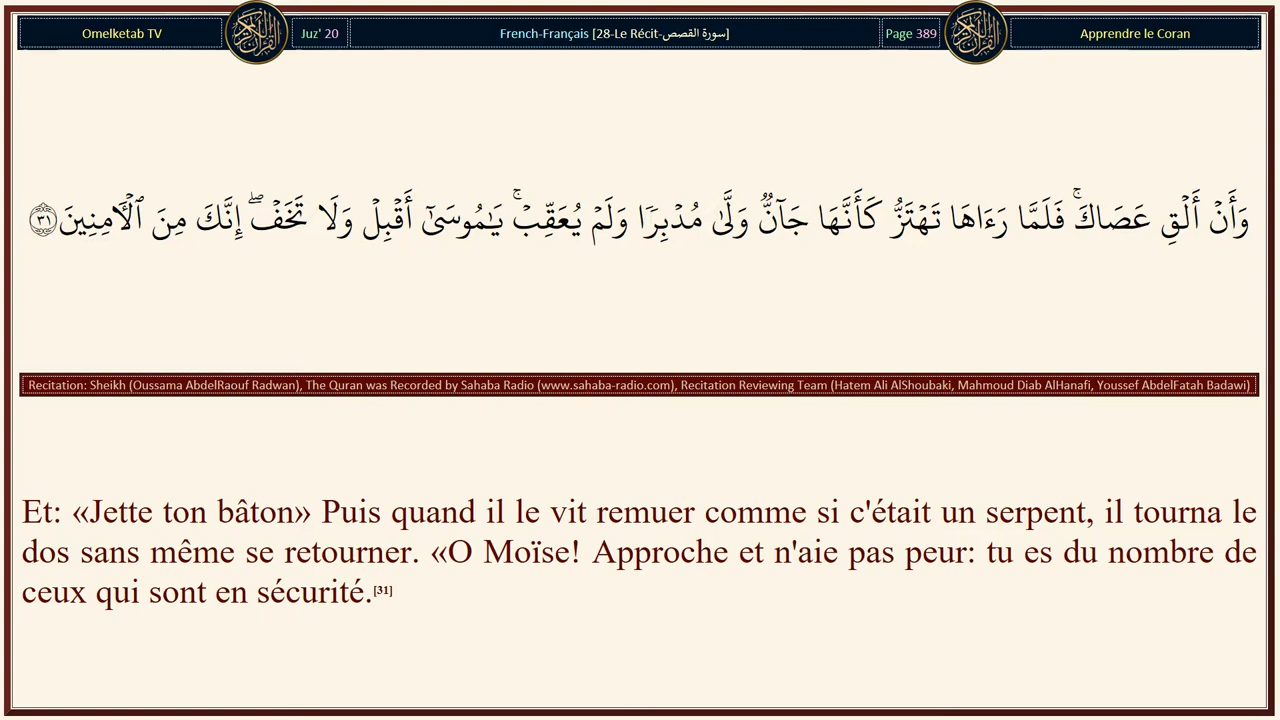 Omelketab TV
Juz' 20
French-Français [28-Le Récit-سورة القصص]
Page 389
Apprendre le Coran
وَأَنْ أَلْقِ عَصَاكَ ۚ فَلَمَّا رَءَاهَا تَهْتَزُّ كَأَنَّهَا جَآنٌّ وَلَّىٰ مُدْبِرًا وَلَمْ يُعَقِّبْ ۚ يَـٰمُوسَىٰٓ أَقْبِلْ وَلَا تَخَفْ ۖ إِنَّكَ مِنَ ٱلْـَٔامِنِينَ ٣١
Recitation: Sheikh (Oussama AbdelRaouf Radwan), The Quran was Recorded by Sahaba Radio (www.sahaba-radio.com), Recitation Reviewing Team (Hatem Ali AlShoubaki, Mahmoud Diab AlHanafi, Youssef AbdelFatah Badawi)
Et: «Jette ton bâton» Puis quand il le vit remuer comme si c'était un serpent, il tourna le
dos sans même se retourner. «O Moïse! Approche et n'aie pas peur: tu es du nombre de
ceux qui sont en sécurité.[31]